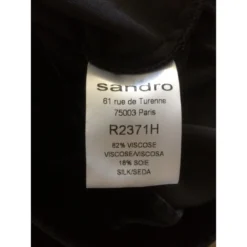 sandro
61 rue de Turenne
75003 Paris
R2371H
82% VISCOSE
VISCOSE/VISCOSA
18% SOIE
SILK/SEDA